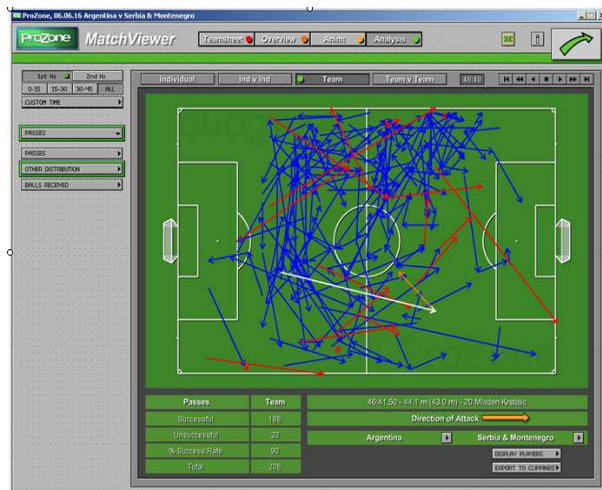 ProZone, 06.06.16 Argentina v Serbia & Montenegro
ProZone MatchViewer Teamsheet Overview Animo Analysis
1st Hs 2nd Hs
0-15 15-30 30-45 ALL
CUSTOM TIME
Individual Ind v Ind Team Team v Team 46:49
PASSES
PASSES
OTHER DISTRIBUTION
BALLS RECEIVED
Passes Team
Successful 186
Unsuccessful 20
% Success Rate 90
Total 206
46:41.50 - 44.1 m (43.0 m) - 20 Mladen Krstajic
Direction of Attack
Argentina Serbia & Montenegro
DISPLAY PLAYERS
EXPORT TO CLIPPINGS